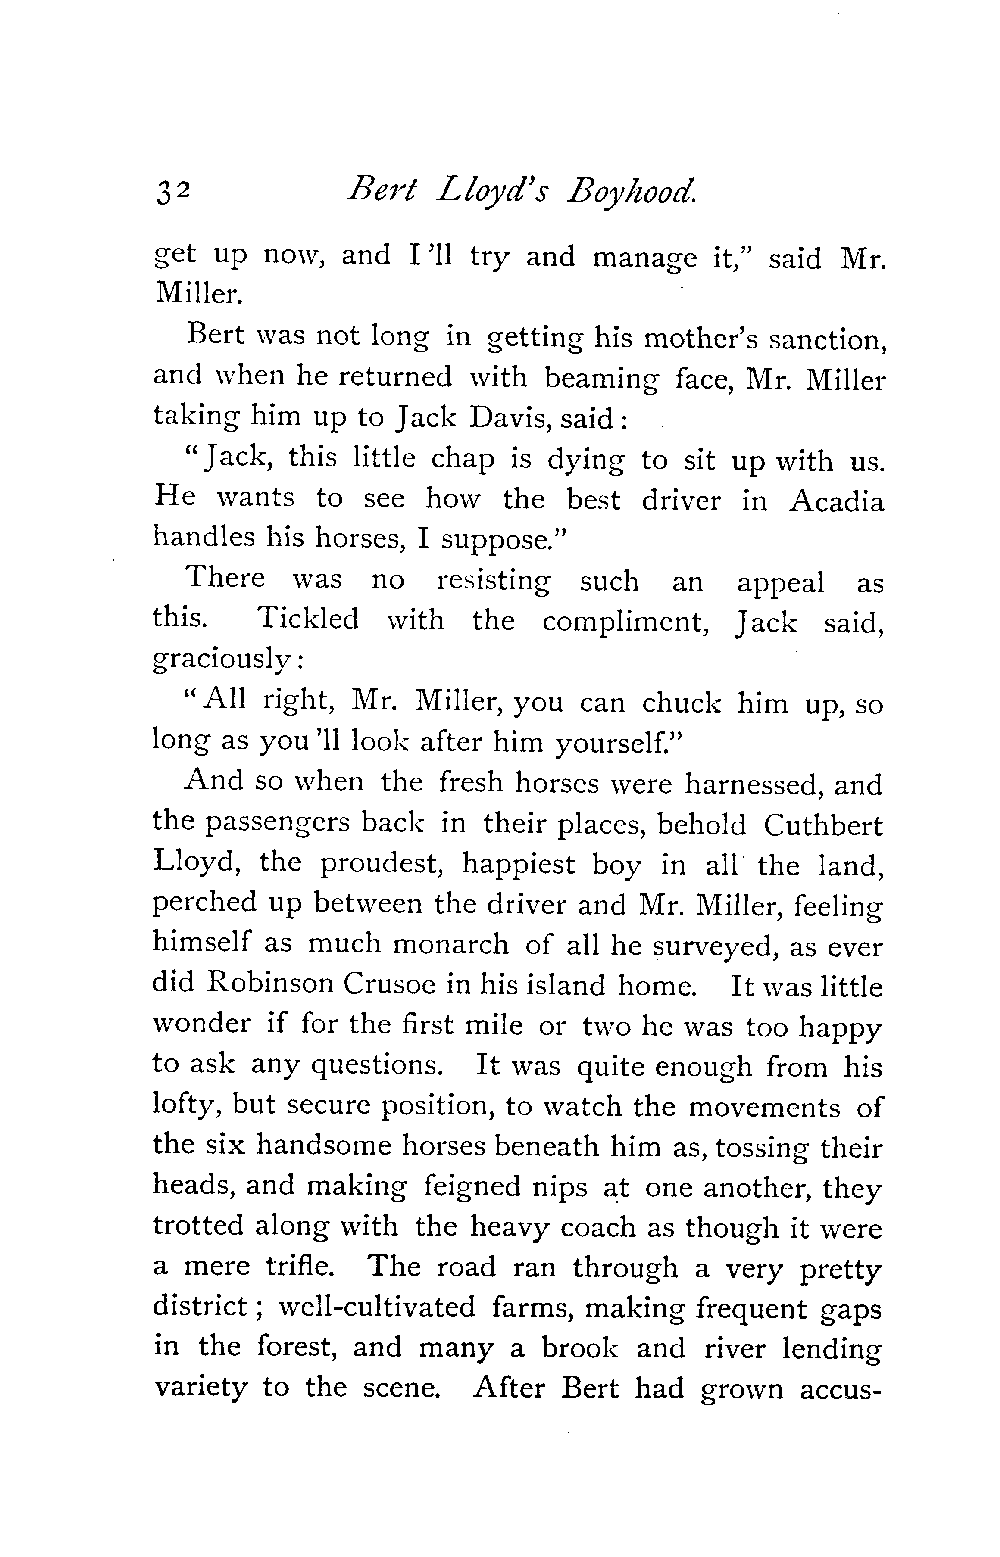 32 Bert Lloyd's Boyhood.
get up now, and I 'll try and manage it,” said Mr.
Miller.
Bert was not long in getting his mother's sanction,
and when he returned with beaming face, Mr. Miller
taking him up to Jack Davis, said :
“Jack, this little chap is dying to sit up with us.
He wants to see how the best driver in Acadia
handles his horses, I suppose.”
There was no resisting such an appeal as
this. Tickled with the compliment, Jack said,
graciously :
“ All right, Mr. Miller, you can chuck him up, so
long as you 'll look after him yourself.”
And so when the fresh horses were harnessed, and
the passengers back in their places, behold Cuthbert
Lloyd, the proudest, happiest boy in all the land,
perched up between the driver and Mr. Miller, feeling
himself as much monarch of all he surveyed, as ever
did Robinson Crusoe in his island home. It was little
wonder if for the first mile or two he was too happy
to ask any questions. It was quite enough from his
lofty, but secure position, to watch the movements of
the six handsome horses beneath him as, tossing their
heads, and making feigned nips at one another, they
trotted along with the heavy coach as though it were
a mere trifle. The road ran through a very pretty
district ; well-cultivated farms, making frequent gaps
in the forest, and many a brook and river lending
variety to the scene. After Bert had grown accus-